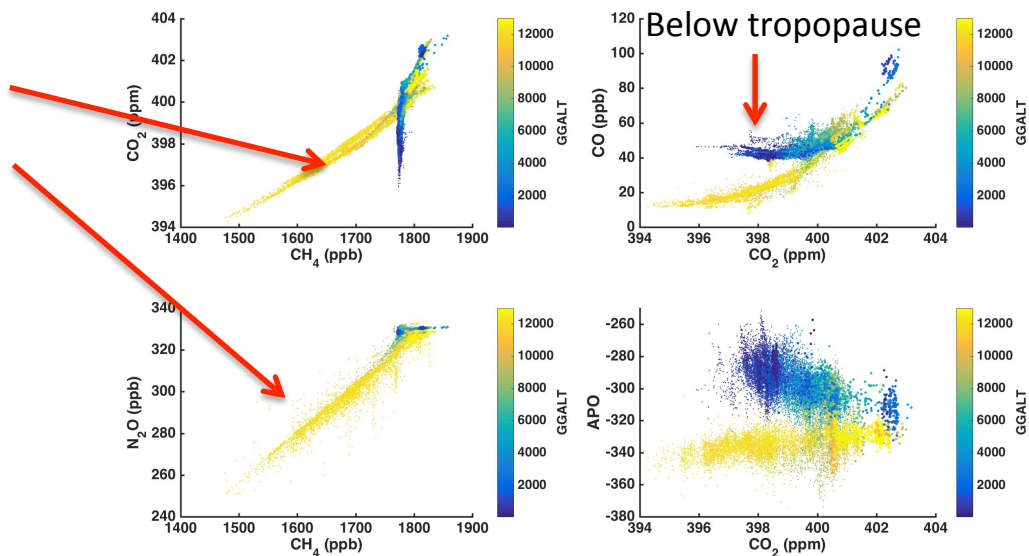 Below tropopause
406
404
402
400
398
396
394
CO2 (ppm)
1400 1500 1600 1700 1800 1900
CH4 (ppb)
12000
10000
8000
6000
4000
2000
GGALT
120
100
80
60
40
20
0
CO (ppb)
394 396 398 400 402 404
CO2 (ppm)
12000
10000
8000
6000
4000
2000
GGALT
340
320
300
280
260
240
N2O (ppb)
1400 1500 1600 1700 1800 1900
CH4 (ppb)
12000
10000
8000
6000
4000
2000
GGALT
-260
-280
-300
-320
-340
-360
APO
394 396 398 400 402 404
CO2 (ppm)
12000
10000
8000
6000
4000
2000
GGALT